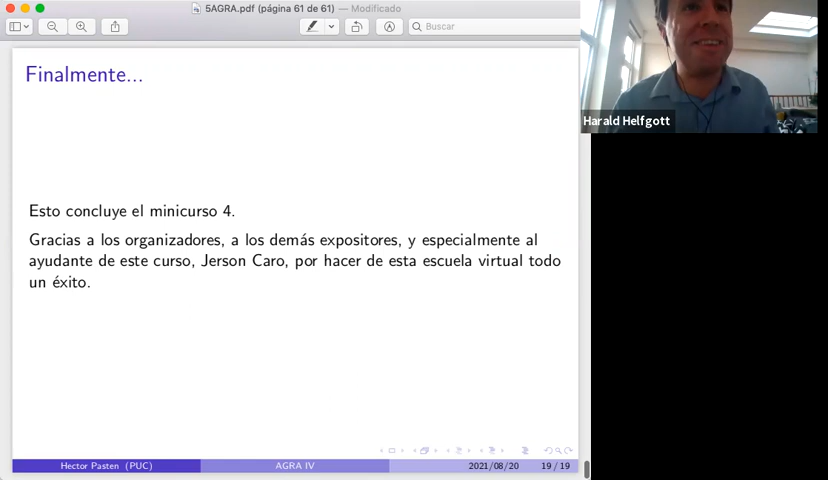 5AGRA.pdf (página 61 de 61) — Modificado
Buscar
Harald Helfgott
Finalmente...
Esto concluye el minicurso 4.
Gracias a los organizadores, a los demás expositores, y especialmente al
ayudante de este curso, Jerson Caro, por hacer de esta escuela virtual todo
un éxito.
Hector Pasten (PUC) AGRA IV 2021/08/20 19/19